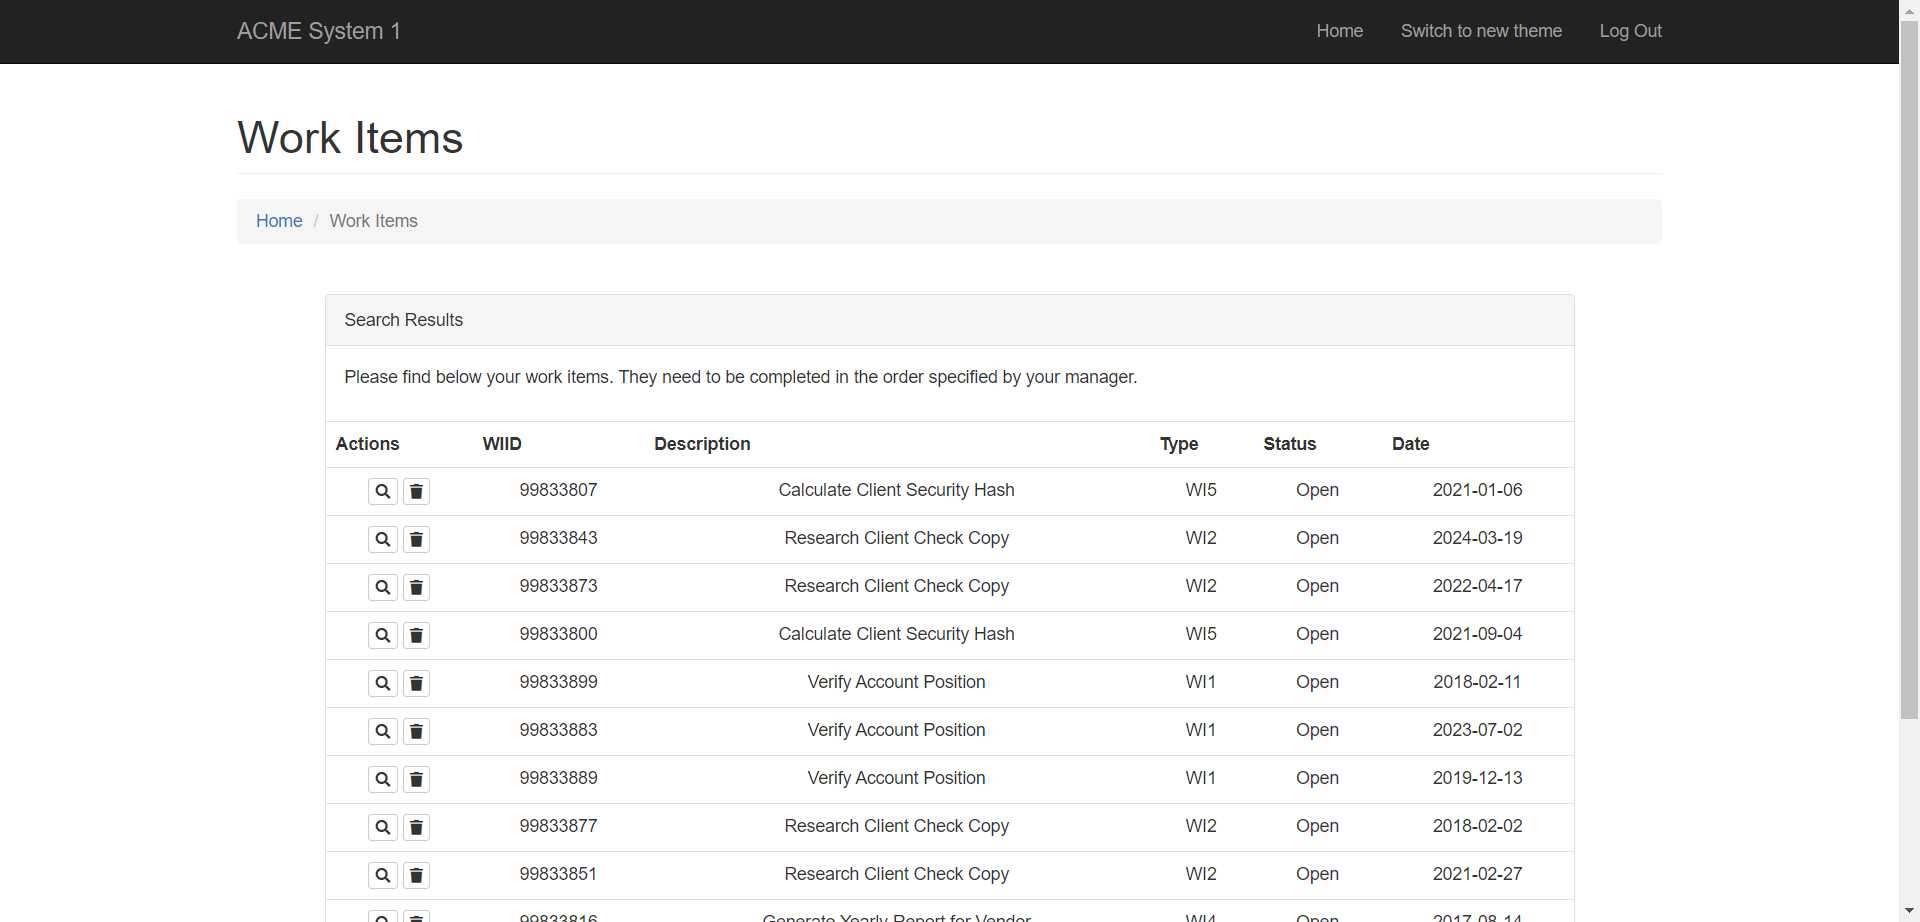 ACME System 1 Home Switch to new theme Log Out
Work Items
Home / Work Items
Search Results
Please find below your work items. They need to be completed in the order specified by your manager.
Actions WIID Description Type Status Date
99833807 Calculate Client Security Hash WI5 Open 2021-01-06
99833843 Research Client Check Copy WI2 Open 2024-03-19
99833873 Research Client Check Copy WI2 Open 2022-04-17
99833800 Calculate Client Security Hash WI5 Open 2021-09-04
99833899 Verify Account Position WI1 Open 2018-02-11
99833883 Verify Account Position WI1 Open 2023-07-02
99833889 Verify Account Position WI1 Open 2019-12-13
99833877 Research Client Check Copy WI2 Open 2018-02-02
99833851 Research Client Check Copy WI2 Open 2021-02-27
99833816 Generate Yearly Report for Vendor WI4 Open 2017-08-14